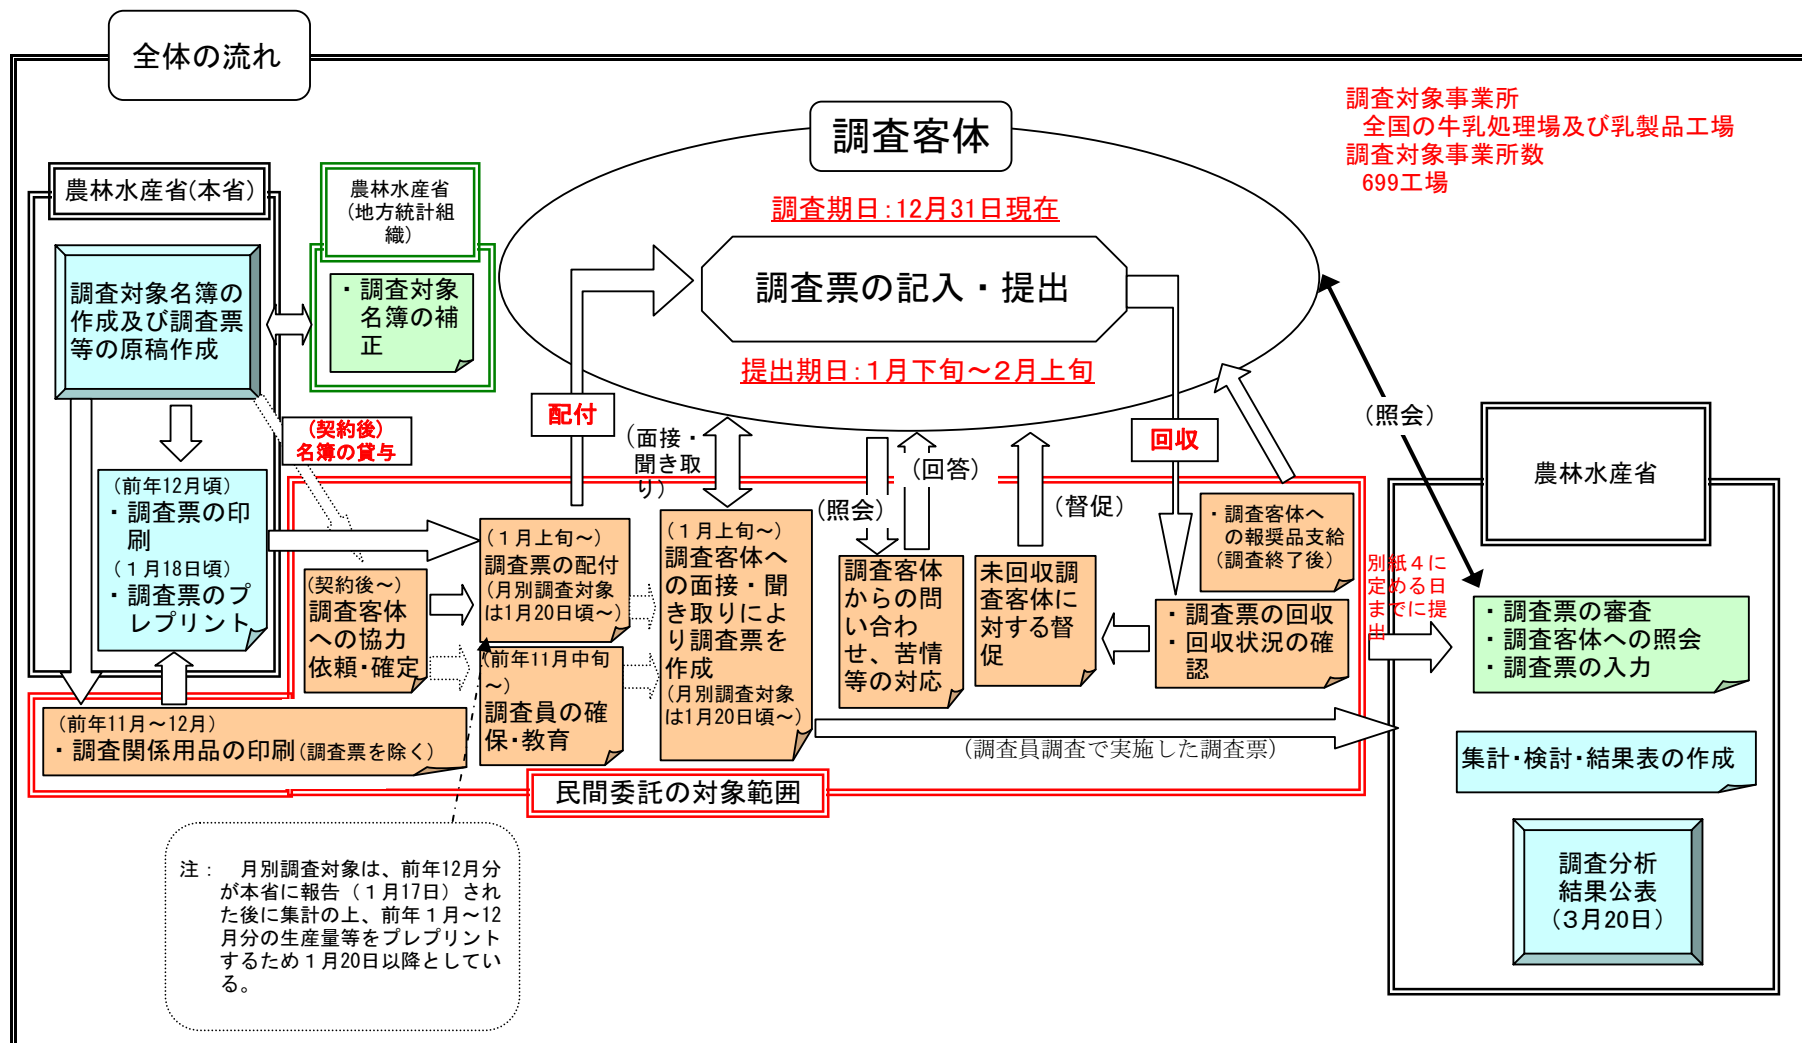 全体の流れ
調査対象事業所
全国の牛乳処理場及び乳製品工場
調査対象事業所数
699工場
調査客体
調査期日:12月31日現在
調査票の記入・提出
提出期日:1月下旬～2月上旬
農林水産省(本省)
調査対象名簿の
作成及び調査票
等の原稿作成
農林水産省
(地方統計組
織)
・調査対象
名簿の補
正
(契約後)
名簿の貸与
配付
(面接・
聞き取
り)
(照会)
(回答)
(督促)
回収
(照会)
(前年12月頃)
・調査票の印
刷
(1月18日頃)
・調査票のプ
レプリント
(契約後～)
調査客体
への協力
依頼・確定
(1月上旬～)
調査票の配付
(月別調査対象
は1月20日頃～)
(前年11月中旬
～)
調査員の確
保・教育
(1月上旬～)
調査客体へ
の面接・聞
き取りによ
り調査票を
作成
(月別調査対象
は1月20日頃～)
調査客体
からの問
い合わ
せ、苦情
等の対応
未回収調
査客体に
対する督
促
・調査客体へ
の報奨品支給
(調査終了後)
・調査票の回収
・回収状況の確
認
別紙4に
定める日
までに提
出
(前年11月～12月)
・調査関係用品の印刷(調査票を除く)
(調査員調査で実施した調査票)
民間委託の対象範囲
農林水産省
・調査票の審査
・調査客体への照会
・調査票の入力
集計・検討・結果表の作成
調査分析
結果公表
(3月20日)
注： 月別調査対象は、前年12月分
が本省に報告（1月17日）され
た後に集計の上、前年1月～12
月分の生産量等をプレプリント
するため1月20日以降としてい
る。